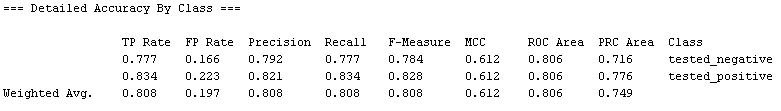 === Detailed Accuracy By Class ===
TP Rate FP Rate Precision Recall F-Measure MCC ROC Area PRC Area Class
0.777 0.166 0.792 0.777 0.784 0.612 0.806 0.716 tested_negative
0.834 0.223 0.821 0.834 0.828 0.612 0.806 0.776 tested_positive
Weighted Avg. 0.808 0.197 0.808 0.808 0.808 0.612 0.806 0.749